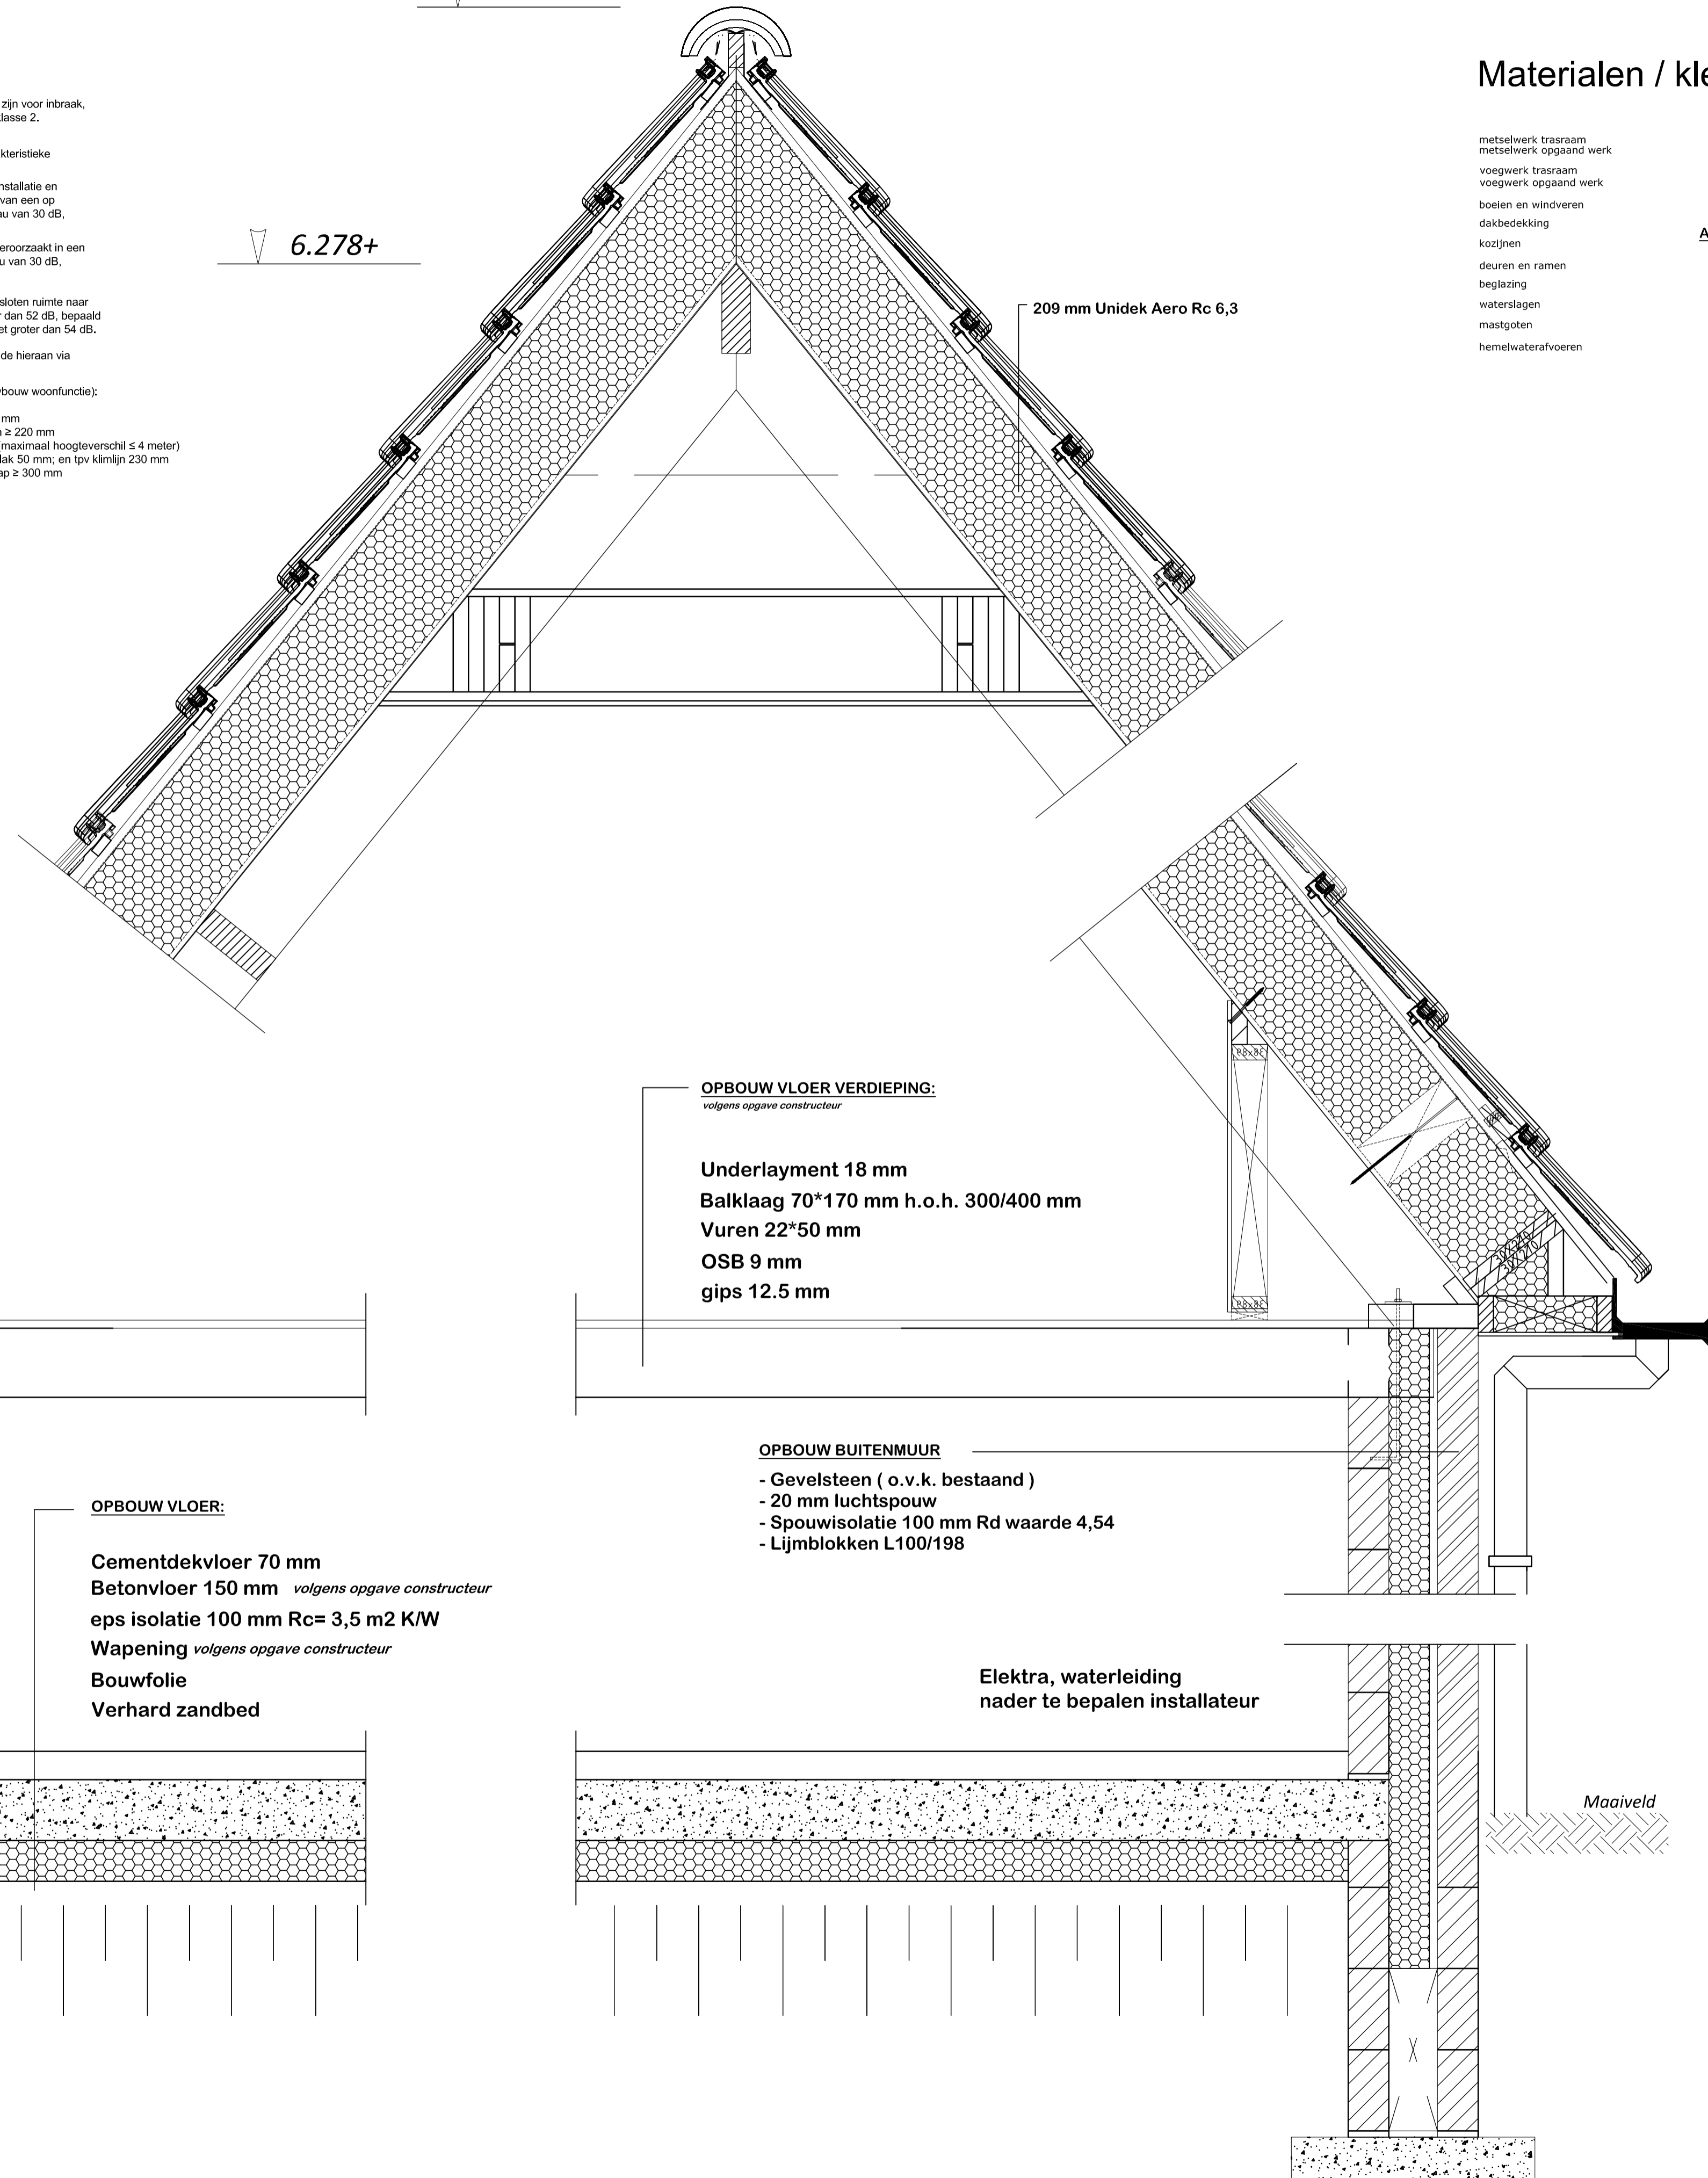 zijn voor inbraak,
klasse 2.
kteristieke
nstallatie en
van een op
au van 30 dB,
eroorzaakt in een
u van 30 dB,
sloten ruimte naar
r dan 52 dB, bepaald
et groter dan 54 dB.
de hieraan via
bouw woonfunctie):
mm
≥ 220 mm
(maximaal hoogteverschil ≤ 4 meter)
lak 50 mm; en tpv klimlijn 230 mm
ap ≥ 300 mm
6.278+
209 mm Unidek Aero Rc 6,3
Materialen / kle
metselwerk trasraam
metselwerk opgaand werk
voegwerk trasraam
voegwerk opgaand werk
boeien en windveren
dakbedekking
kozijnen
deuren en ramen
beglazing
waterslagen
mastgoten
hemelwaterafvoeren
A
OPBOUW VLOER VERDIEPING:
volgens opgave constructeur
Underlayment 18 mm
Balklaag 70*170 mm h.o.h. 300/400 mm
Vuren 22*50 mm
OSB 9 mm
gips 12.5 mm
OPBOUW BUITENMUUR
- Gevelsteen ( o.v.k. bestaand )
- 20 mm luchtspouw
- Spouwisolatie 100 mm Rd waarde 4,54
- Lijmblokken L100/198
OPBOUW VLOER:
Cementdekvloer 70 mm
Betonvloer 150 mm volgens opgave constructeur
eps isolatie 100 mm Rc= 3,5 m2 K/W
Wapening volgens opgave constructeur
Bouwfolie
Verhard zandbed
Elektra, waterleiding
nader te bepalen installateur
Maaiveld